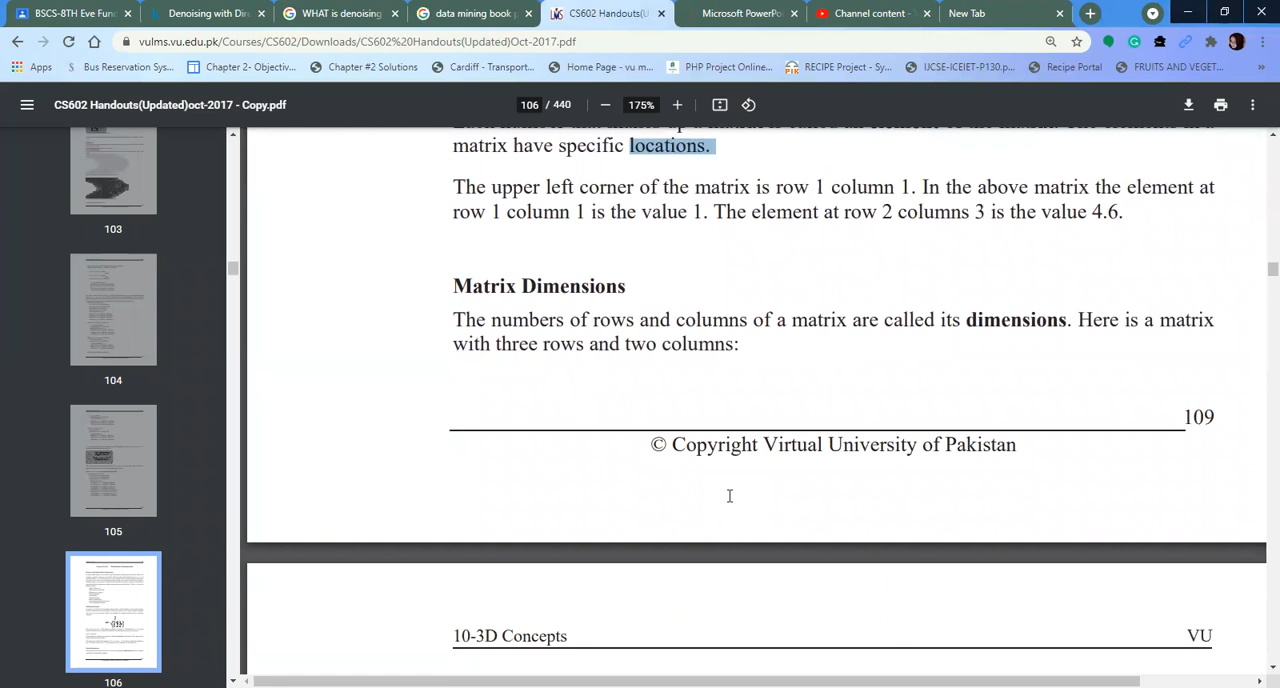 BSCS-8TH Eve Fund
Denoising with Dir
WHAT is denoising
data mining book
CS602 Handouts(U
Microsoft PowerPo
Channel content -
New Tab
vulms.vu.edu.pk/Courses/CS602/Downloads/CS602%20Handouts(Updated)Oct-2017.pdf
Apps
Bus Reservation Sys...
Chapter 2- Objectiv...
Chapter #2 Solutions
Cardiff - Transport...
Home Page - vu m...
PHP Project Online...
RECIPE Project - Sy...
IJCSE-ICEIET-P130.p...
Recipe Portal
FRUITS AND VEGET...
»
CS602 Handouts(Updated)oct-2017 - Copy.pdf
106 / 440
175%
matrix have specific locations.
The upper left corner of the matrix is row 1 column 1. In the above matrix the element at
row 1 column 1 is the value 1. The element at row 2 columns 3 is the value 4.6.
Matrix Dimensions
The numbers of rows and columns of a matrix are called its dimensions. Here is a matrix
with three rows and two columns:
109
© Copyright Virtual University of Pakistan
10-3D Concepts
VU
103
104
105
106